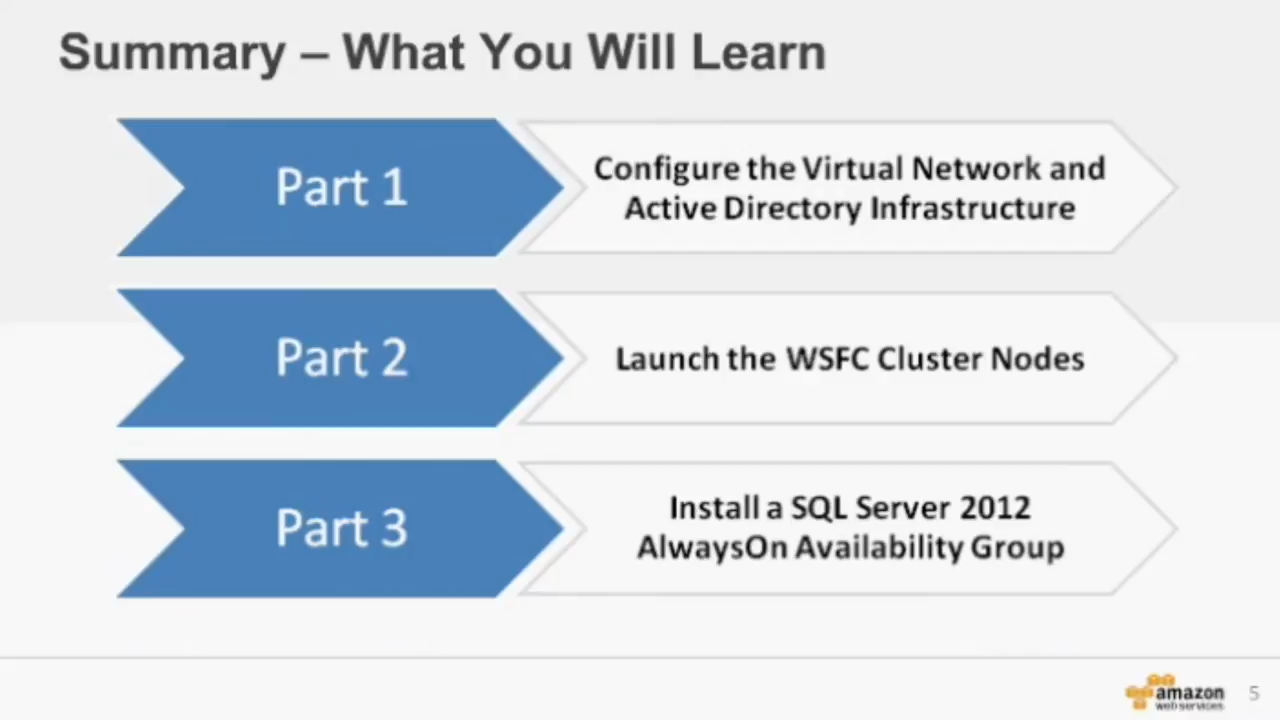 Summary – What You Will Learn
Part 1
Configure the Virtual Network and
Active Directory Infrastructure
Part 2
Launch the WSFC Cluster Nodes
Part 3
Install a SQL Server 2012
AlwaysOn Availability Group
amazon
web services
5